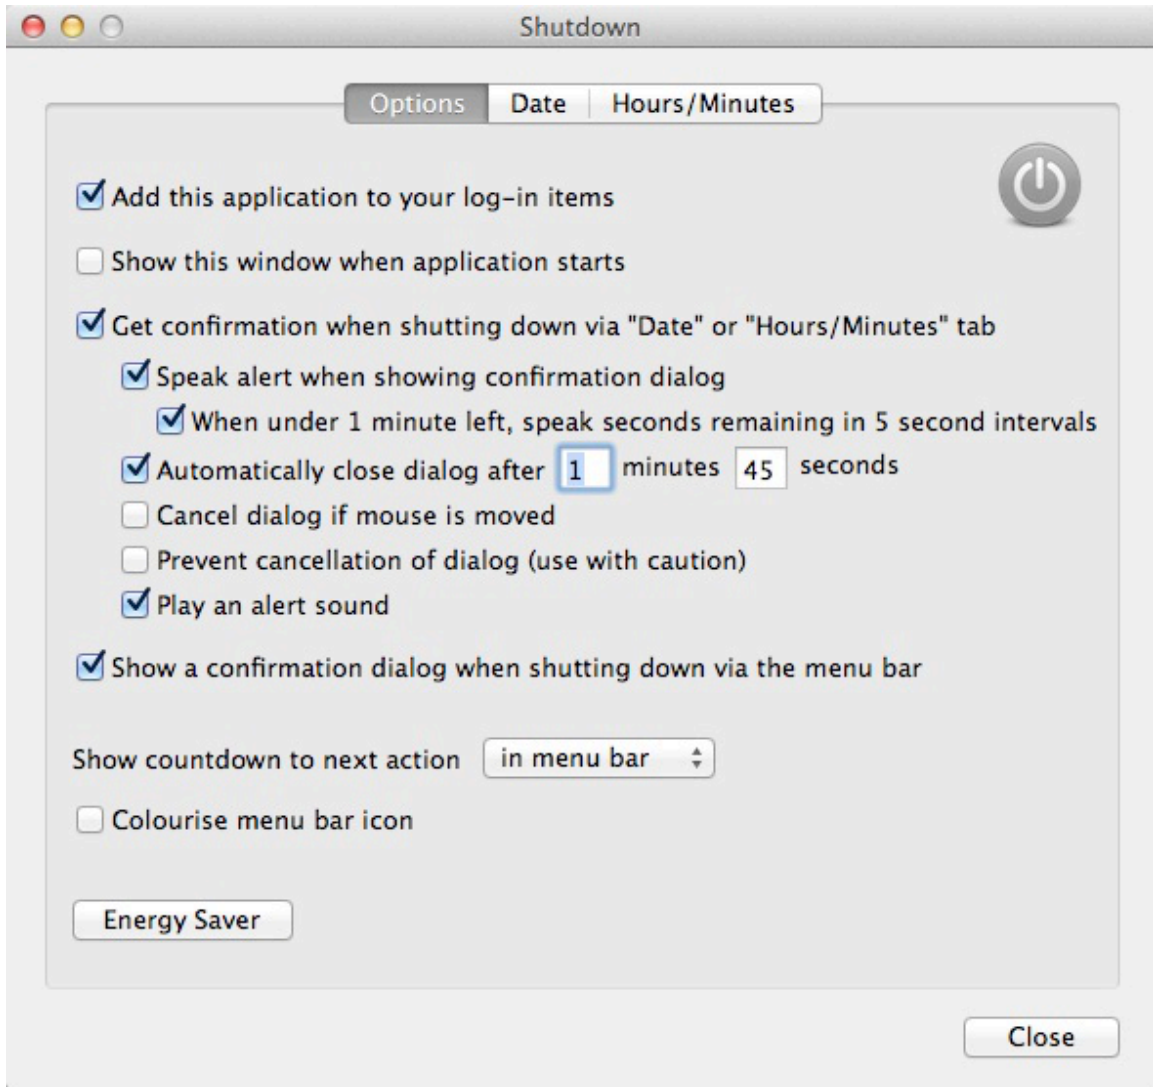 Shutdown
Options Date Hours/Minutes
Add this application to your log-in items
Show this window when application starts
Get confirmation when shutting down via "Date" or "Hours/Minutes" tab
Speak alert when showing confirmation dialog
When under 1 minute left, speak seconds remaining in 5 second intervals
Automatically close dialog after 1 minutes 45 seconds
Cancel dialog if mouse is moved
Prevent cancellation of dialog (use with caution)
Play an alert sound
Show a confirmation dialog when shutting down via the menu bar
Show countdown to next action in menu bar
Colourise menu bar icon
Energy Saver
Close